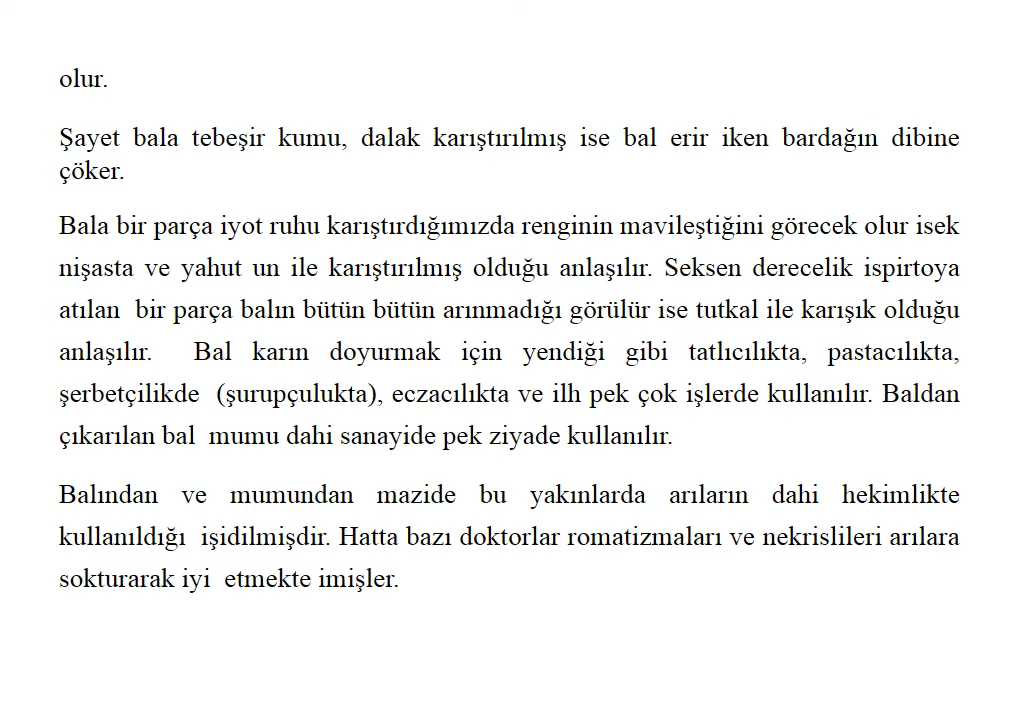 olur.
Şayet bala tebeşir kumu, dalak karıştırılmış ise bal erir iken bardağın dibine
çöker.
Bala bir parça iyot ruhu karıştırdığımızda renginin mavileştiğini görecek olur isek
nişasta ve yahut un ile karıştırılmış olduğu anlaşılır. Seksen derecelik ispirtoya
atılan bir parça balın bütün bütün arınmadığı görülür ise tutkal ile karışık olduğu
anlaşılır. Bal karın doyurmak için yendiği gibi tatlıcılıkta, pastacılıkta,
şerbetçilikde (şurupçulukta), eczacılıkta ve ilh pek çok işlerde kullanılır. Baldan
çıkarılan bal mumu dahi sanayide pek ziyade kullanılır.
Balından ve mumundan mazide bu yakınlarda arıların dahi hekimlikte
kullanıldığı işidilmişdir. Hatta bazı doktorlar romatizmaları ve nekrislileri arılara
sokturarak iyi etmekte imişler.